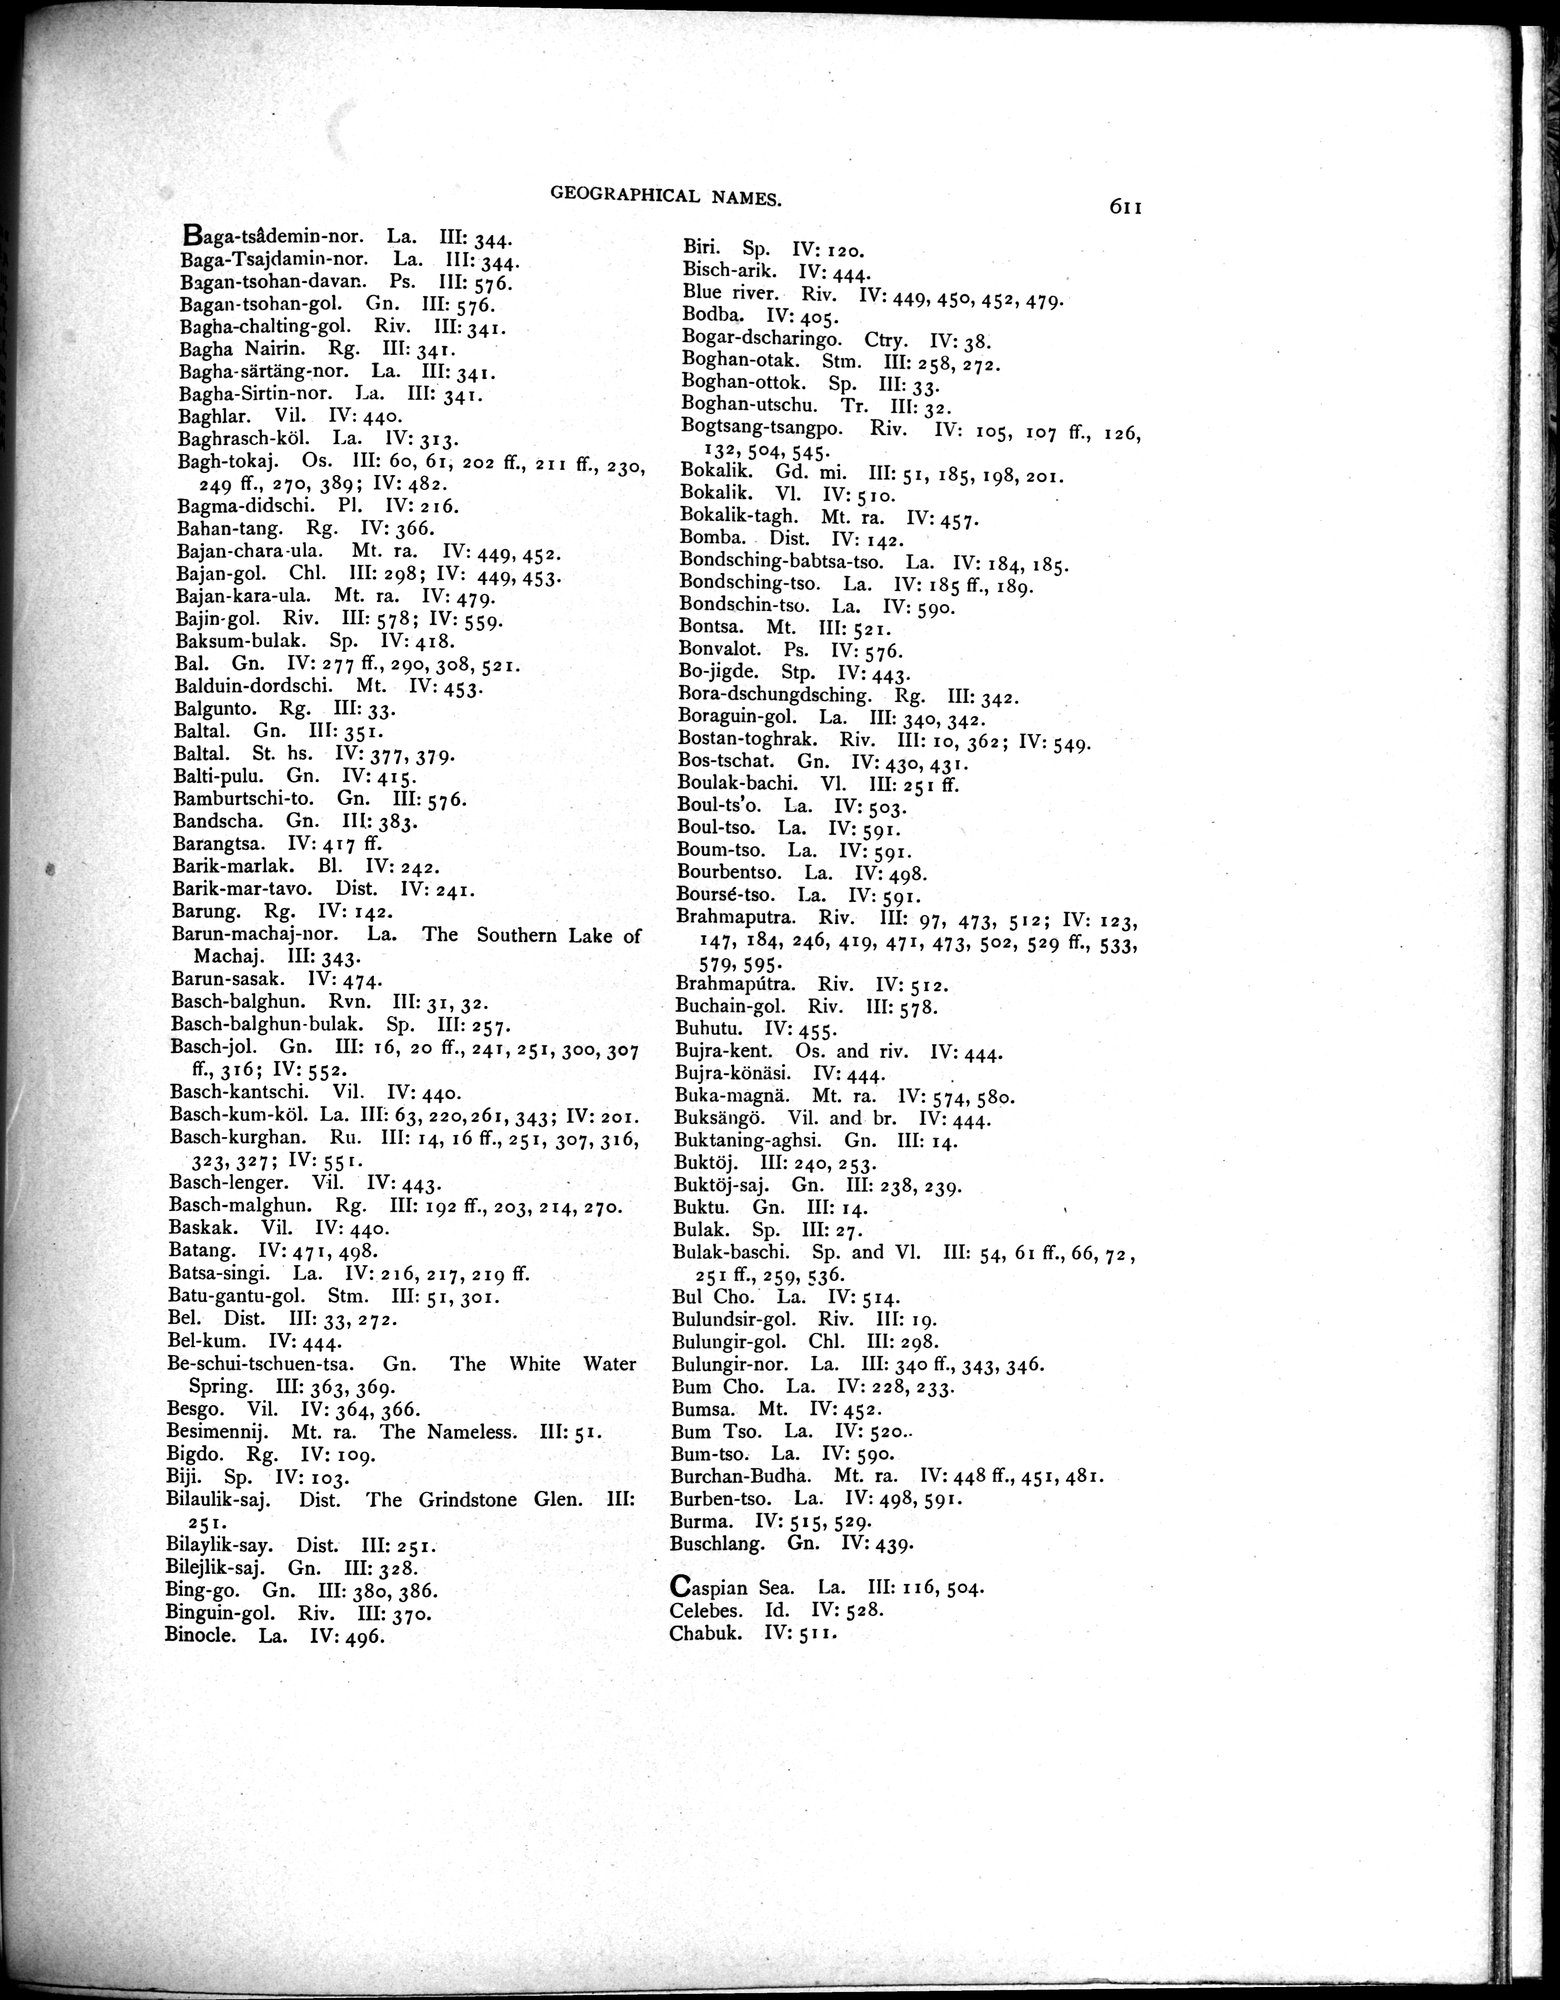 GEOGRAPHICAL NAMES.
611
Baga-tsådemin-nor. La. III: 344.
Baga-Tsajdamin-nor. La. III: 344.
Bagan-tsohan-davan. Ps. III: 576.
Bagan-tsohan-gol. Gn. III: 576.
Bagha-chalting-gol. Riv. III: 341.
Bagha Nairin. Rg. III: 341.
Bagha-särtäng-nor. La. III: 341.
Bagha-Sirtin-nor. La. III: 341.
Baghlar. Vil. IV: 440.
Baghrasch-köl. La. IV: 313.
Bagh-tokaj. Os. III: 60, 61, 202 ff., 211 ff., 230,
249 ff., 270, 389; IV: 482.
Bagma-didschi. Pl. IV: 216.
Bahan-tang. Rg. IV: 366.
Bajan-chara-ula. Mt. ra. IV: 449, 452.
Bajan-gol. Chl. III: 298; IV: 449, 453.
Bajan-kara-ula. Mt. ra. IV: 479.
Bajin-gol. Riv. III: 578; IV: 559.
Baksum-bulak. Sp. IV: 418.
Bal. Gn. IV: 277 ff., 290, 308, 521.
Balduin-dordschi. Mt. IV: 453.
Balgunto. Rg. III: 33.
Baltal. Gn. III: 351.
Baltal. St. hs. IV: 377, 379.
Balti-pulu. Gn. IV: 415.
Bamburtschi-to. Gn. III: 576.
Bandscha. Gn. III: 383.
Barangtsa. IV: 417 ff.
Barik-marlak. Bl. IV: 242.
Barik-mar-tavo. Dist. IV: 241.
Barung. Rg. IV: 142.
Barun-machaj-nor. La. The Southern Lake of
Machaj. III: 343.
Barun-sasak. IV: 474.
Basch-balghun. Rvn. III: 31, 32.
Basch-balghun-bulak. Sp. III: 257.
Basch-jol. Gn. III: 16, 20 ff., 241, 251, 300, 307
ff., 316; IV: 552.
Basch-kantschi. Vil. IV: 440.
Basch-kum-köl. La. III: 63, 220, 261, 343; IV: 201.
Basch-kurghan. Ru. III: 14, 16 ff., 251, 307, 316,
323, 327; IV: 551.
Basch-lenger. Vil. IV: 443.
Basch-malghun. Rg. III: 192 ff., 203, 214, 270.
Baskak. Vil. IV: 440.
Batang. IV: 471, 498.
Batsa-singi. La. IV: 216, 217, 219 ff.
Batu-gantu-gol. Stm. III: 51, 301.
Bel. Dist. III: 33, 272.
Bel-kum. IV: 444.
Be-schui-tschuen-tsa. Gn. The White Water
Spring. III: 363, 369.
Besgo. Vil. IV: 364, 366.
Besimennij. Mt. ra. The Nameless. III: 51.
Bigdo. Rg. IV: 109.
Biji. Sp. IV: 103.
Bilaulik-saj. Dist. The Grindstone Glen. III:
251.
Bilaylik-say. Dist. III: 251.
Bilejlik-saj. Gn. III: 328.
Bing-go. Gn. III: 380, 386.
Binguin-gol. Riv. III: 370.
Binocle. La. IV: 496.
Biri. Sp. IV: 120.
Bisch-arik. IV: 444.
Blue river. Riv. IV: 449, 450, 452, 479.
Bodba. IV: 405.
Bogar-dscharingo. Ctry. IV: 38.
Boghan-otak. Stm. III: 258, 272.
Boghan-ottok. Sp. III: 33.
Boghan-utschu. Tr. III: 32.
Bogtsang-tsangpo. Riv. IV: 105, 107 ff., 126,
132, 504, 545.
Bokalik. Gd. mi. III: 51, 185, 198, 201.
Bokalik. Vl. IV: 510.
Bokalik-tagh. Mt. ra. IV: 457.
Bomba. Dist. IV: 142.
Bondsching-babtsa-tso. La. IV: 184, 185.
Bondsching-tso. La. IV: 185 ff., 189.
Bondschin-tso. La. IV: 590.
Bontsa. Mt. III: 521.
Bonvalot. Ps. IV: 576.
Bo-jigde. Stp. IV: 443.
Bora-dschungdsching. Rg. III: 342.
Boraguin-gol. La. III: 340, 342.
Bostan-toghrak. Riv. III: 10, 362; IV: 549.
Bos-tschat. Gn. IV: 430, 431.
Boulak-bachi. Vl. III: 251 ff.
Boul-ts'o. La. IV: 503.
Boul-tso. La. IV: 591.
Boum-tso. La. IV: 591.
Bourbentso. La. IV: 498.
Boursé-tso. La. IV: 591.
Brahmaputra. Riv. III: 97, 473, 512; IV: 123,
147, 184, 246, 419, 471, 473, 502, 529 ff., 533,
579, 595.
Brahmapútra. Riv. IV: 512.
Buchain-gol. Riv. III: 578.
Buhutu. IV: 455.
Bujra-kent. Os. and riv. IV: 444.
Bujra-könäsi. IV: 444.
Buka-magnä. Mt. ra. IV: 574, 580.
Buksängö. Vil. and br. IV: 444.
Buktaning-aghsi. Gn. III: 14.
Buktöj. III: 240, 253.
Buktöj-saj. Gn. III: 238, 239.
Buktu. Gn. III: 14.
Bulak. Sp. III: 27.
Bulak-baschi. Sp. and Vl. III: 54, 61 ff., 66, 72,
251 ff., 259, 536.
Bul Cho. La. IV: 514.
Bulundsir-gol. Riv. III: 19.
Bulungir-gol. Chl. III: 298.
Bulungir-nor. La. III: 340 ff., 343, 346.
Bum Cho. La. IV: 228, 233.
Bumsa. Mt. IV: 452.
Bum Tso. La. IV: 520..
Bum-tso. La. IV: 590.
Burchan-Budha. Mt. ra. IV: 448 ff., 451, 481.
Burben-tso. La. IV: 498, 591.
Burma. IV: 515, 529.
Buschlang. Gn. IV: 439.
Caspian Sea. La. III: 116, 504.
Celebes. Id. IV: 528.
Chabuk. IV: 511.